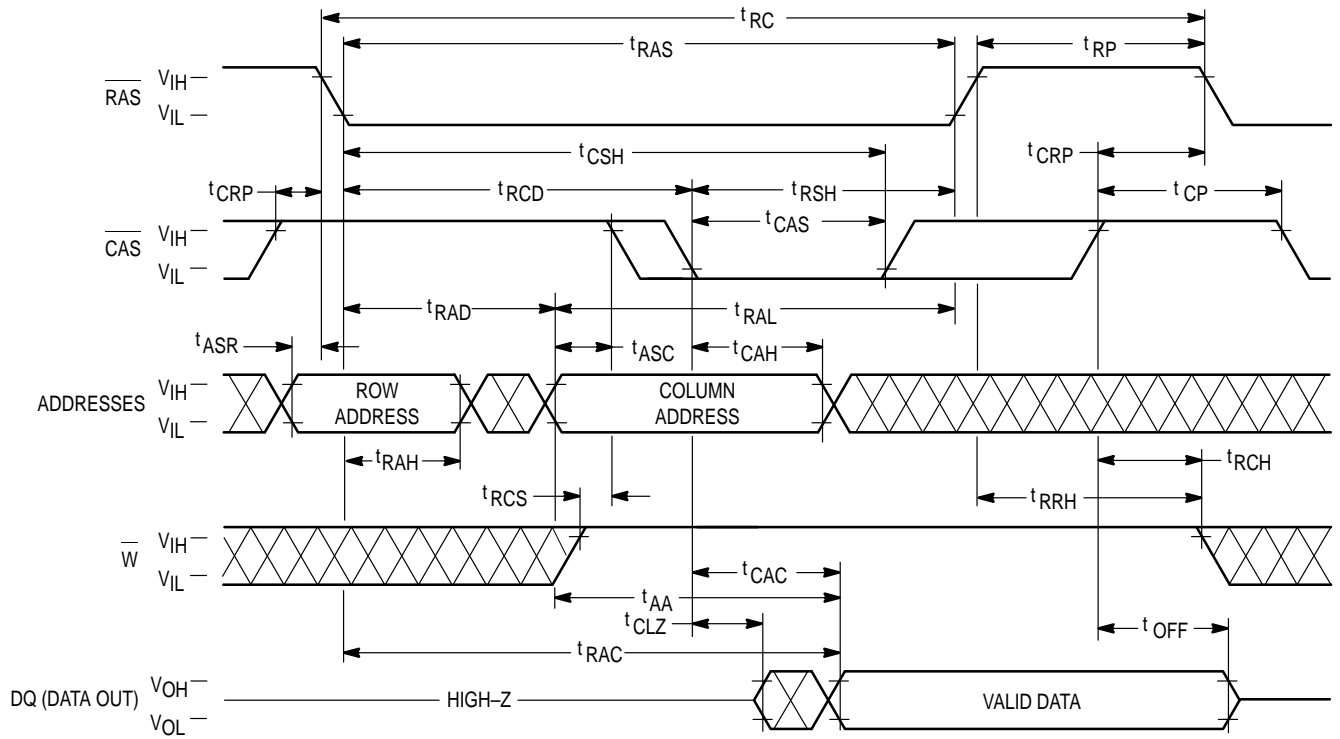 tRC
tRAS
tRP
RAS
VIH
VIL
tCSH
tCRP
tCRP
tRCD
tRSH
tCP
CAS
VIH
VIL
tCAS
tRAD
tRAL
tASR
tASC
tCAH
ADDRESSES
VIH
VIL
ROW
ADDRESS
COLUMN
ADDRESS
tRAH
tRCH
tRCS
tRRH
W
VIH
VIL
tCAC
tAA
tCLZ
tOFF
tRAC
DQ (DATA OUT)
VOH
VOL
HIGH–Z
VALID DATA